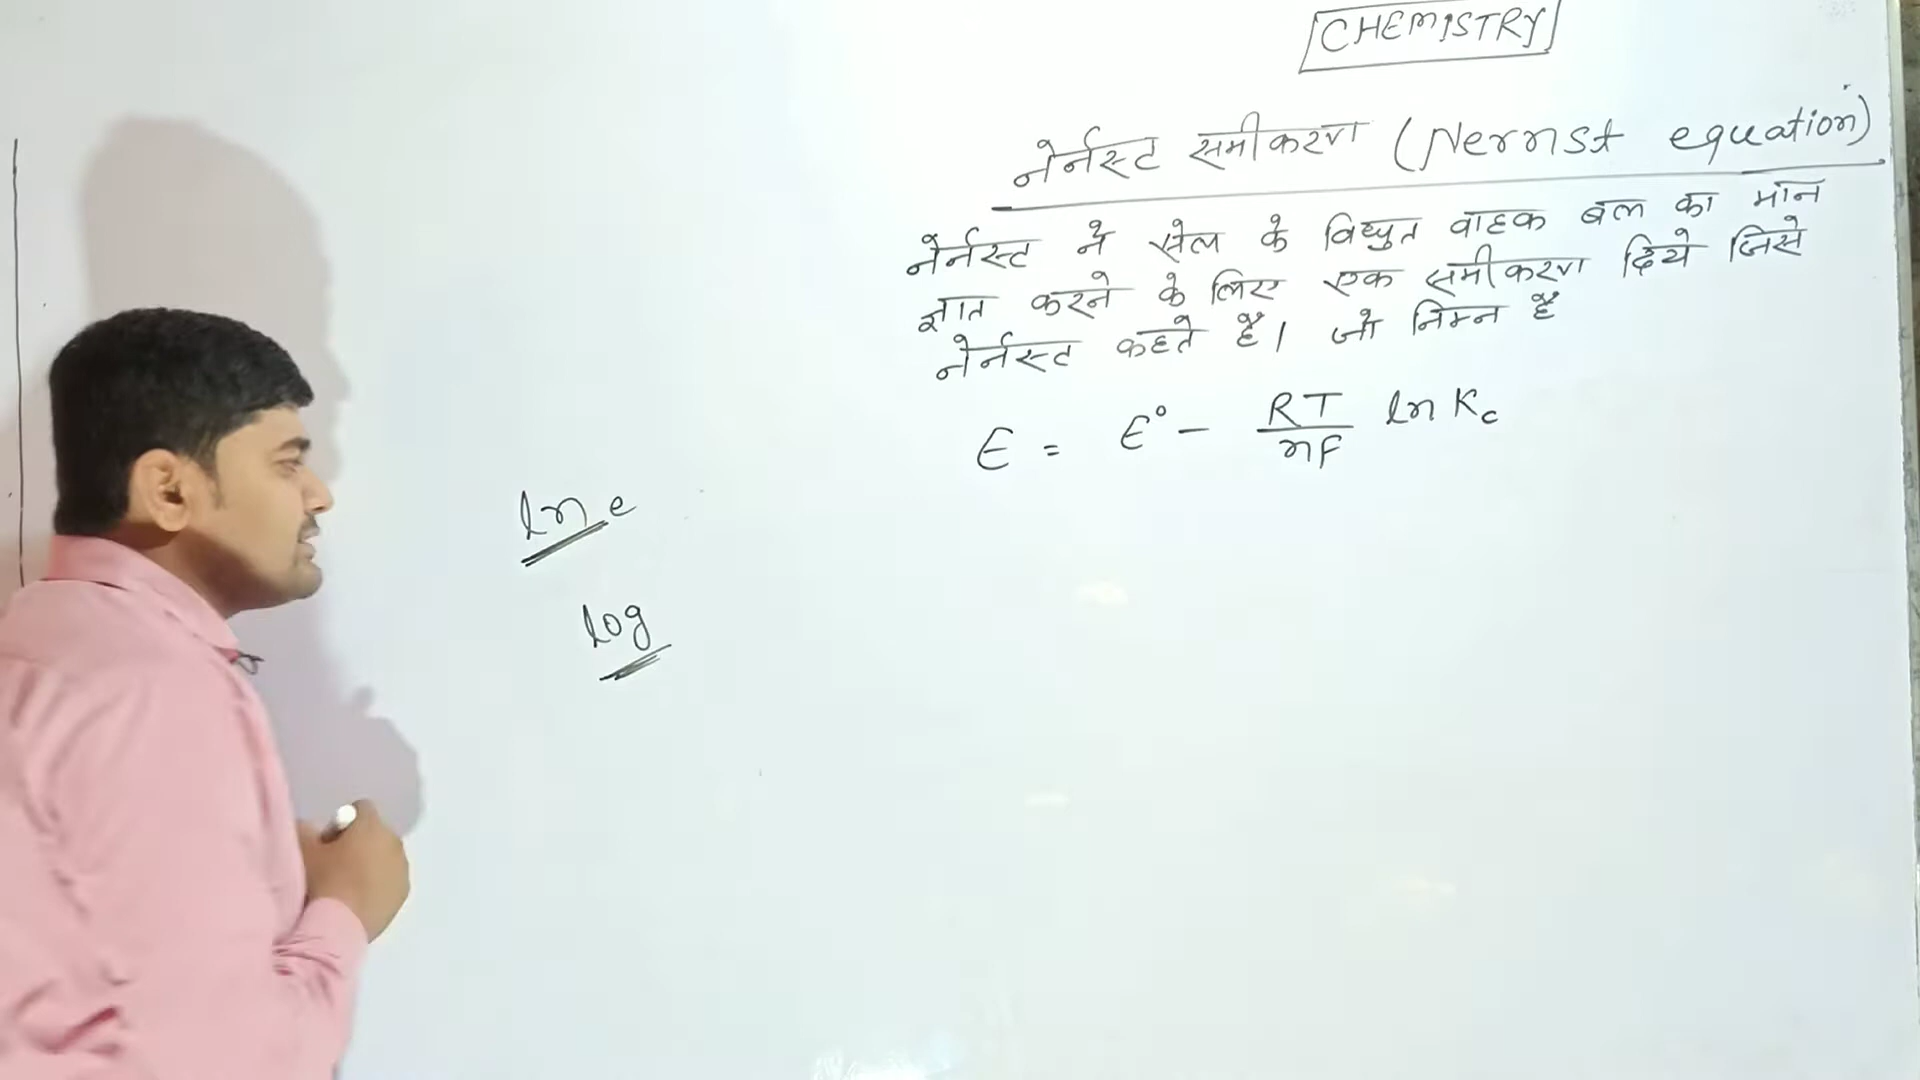 CHEMISTRY
नेर्नस्ट समीकरण (Nernst equation)
नेर्नस्ट ने सेल के विधुत वाहक बल का मान
ज्ञात करने के लिए एक समीकरण दिये जिसे
नेर्नस्ट कहते है। जो निम्न है
E = E° - \frac{RT}{nF} ln Kc
ln e
log